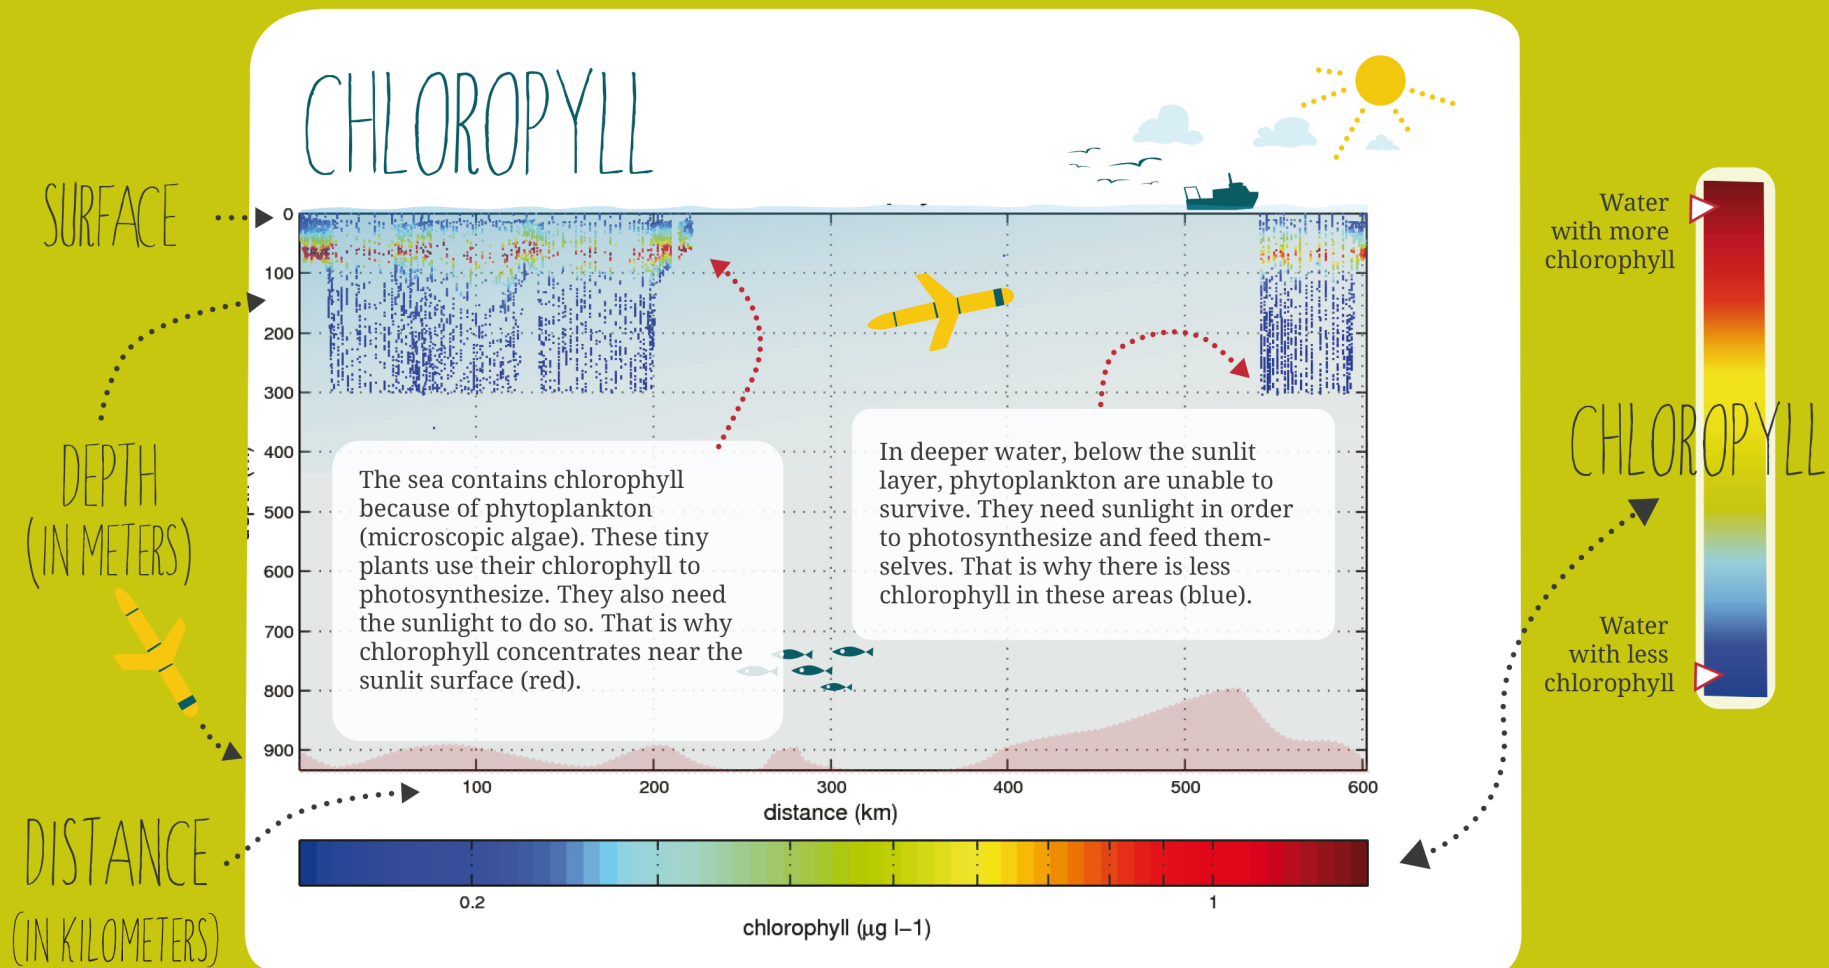 CHLOROPYLL
SURFACE
DEPTH
(IN METERS)
DISTANCE
(IN KILOMETERS)
0
100
200
300
400
500
600
700
800
900
The sea contains chlorophyll
because of phytoplankton
(microscopic algae). These tiny
plants use their chlorophyll to
photosynthesize. They also need
the sunlight to do so. That is why
chlorophyll concentrates near the
sunlit surface (red).
In deeper water, below the sunlit
layer, phytoplankton are unable to
survive. They need sunlight in order
to photosynthesize and feed them-
selves. That is why there is less
chlorophyll in these areas (blue).
100 200 300 400 500 600
distance (km)
0.2 1
chlorophyll (µg l−1)
Water
with more
chlorophyll
CHLOROPYLL
Water
with less
chlorophyll